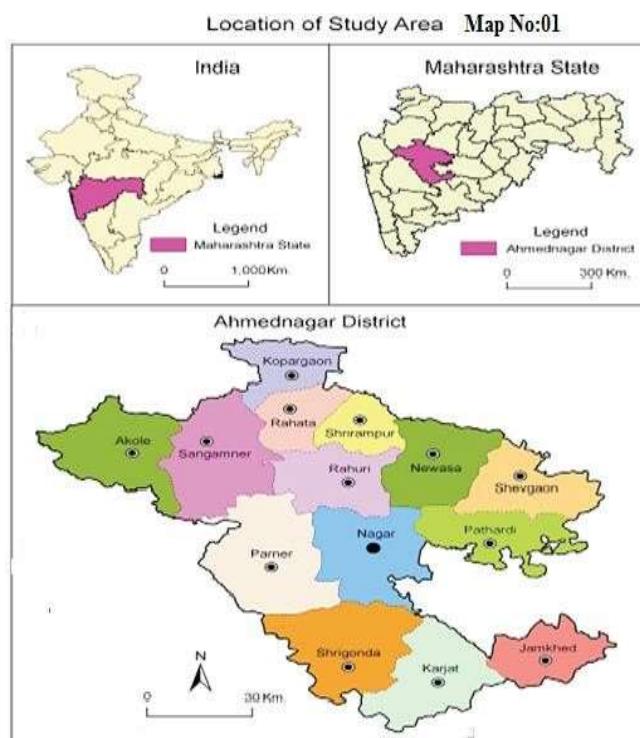 Location of Study Area Map No:01
India
Legend
Maharashtra State
0 1,000 Km.
Maharashtra State
Legend
Ahmednagar District
0 300 Km.
Ahmednagar District
Kopargaon
Rahata
Shrirampur
Akole
Sangamner
Rahuri
Newasa
Shevgaon
Nagar
Pathardi
Parner
Shrigonda
Karjat
Jamkhed
N
0 30 Km.